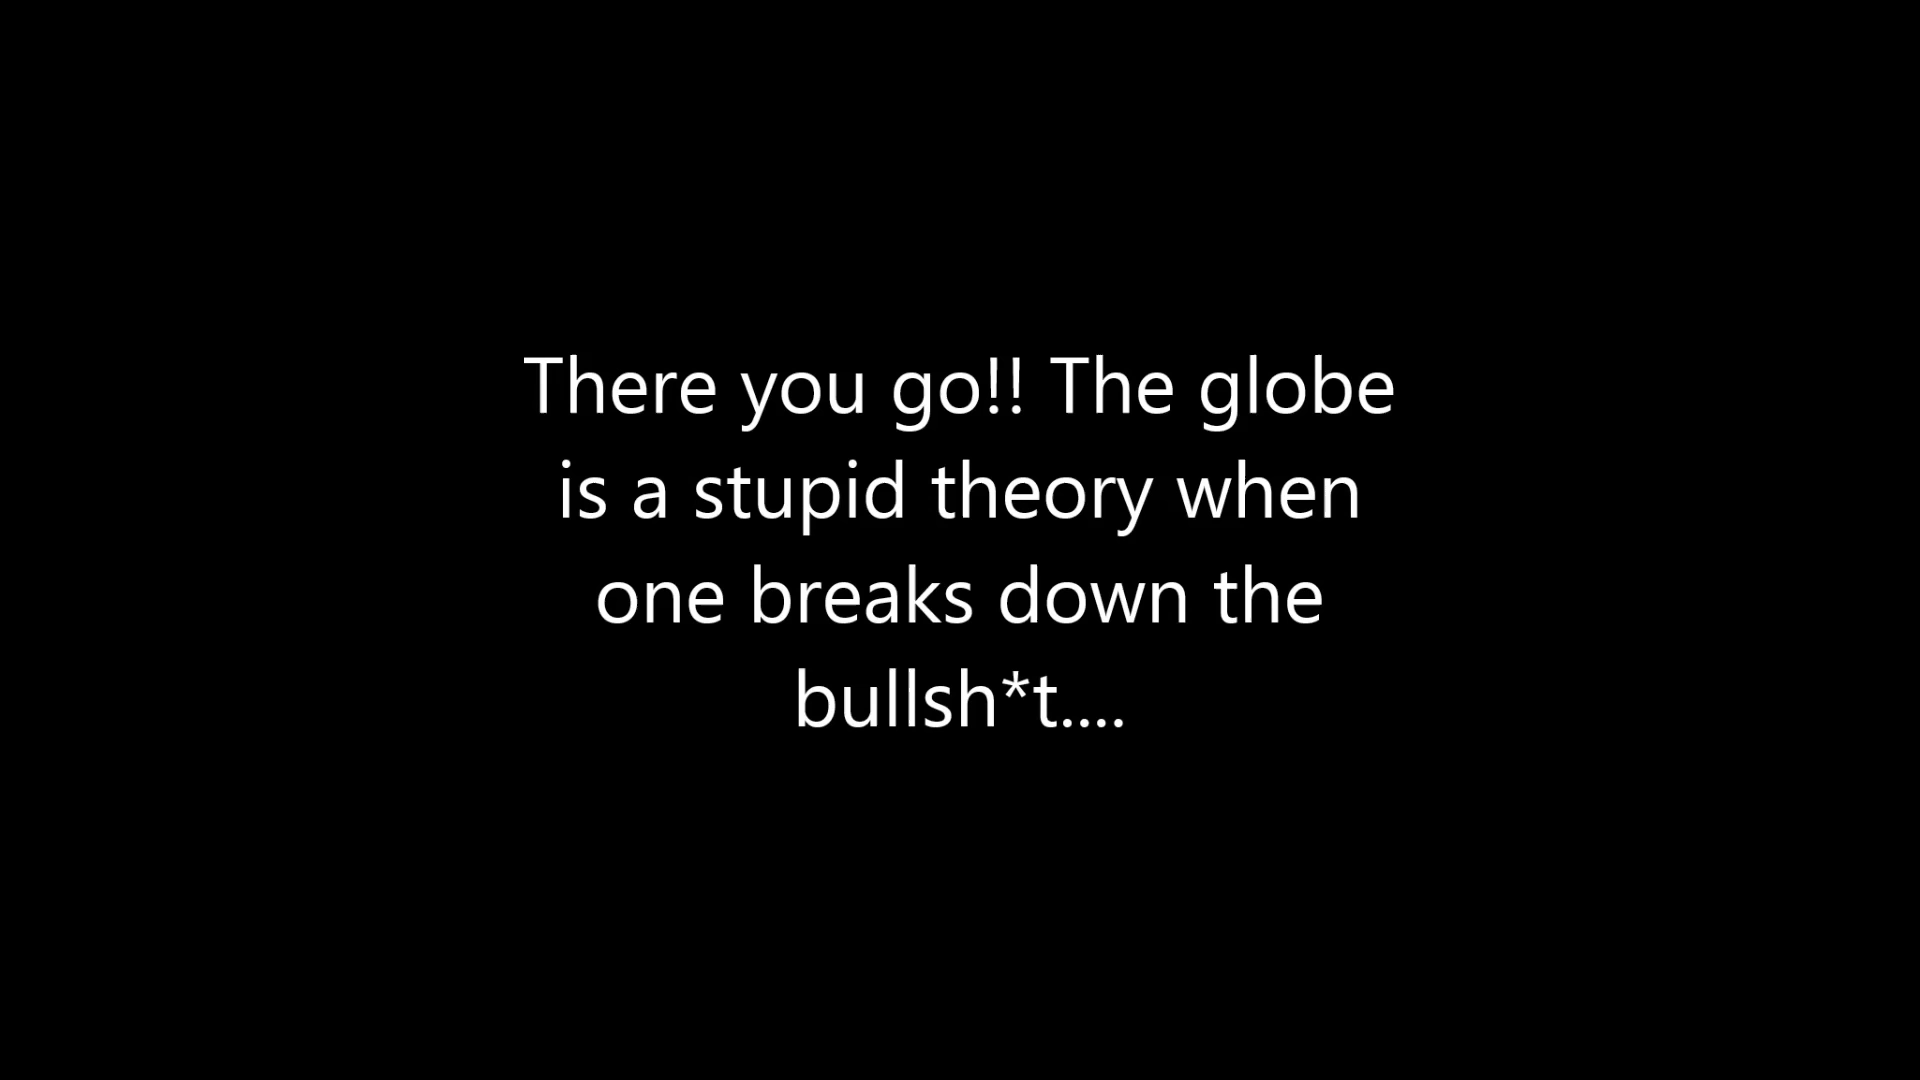 There you go!! The globe
is a stupid theory when
one breaks down the
bullsh*t....